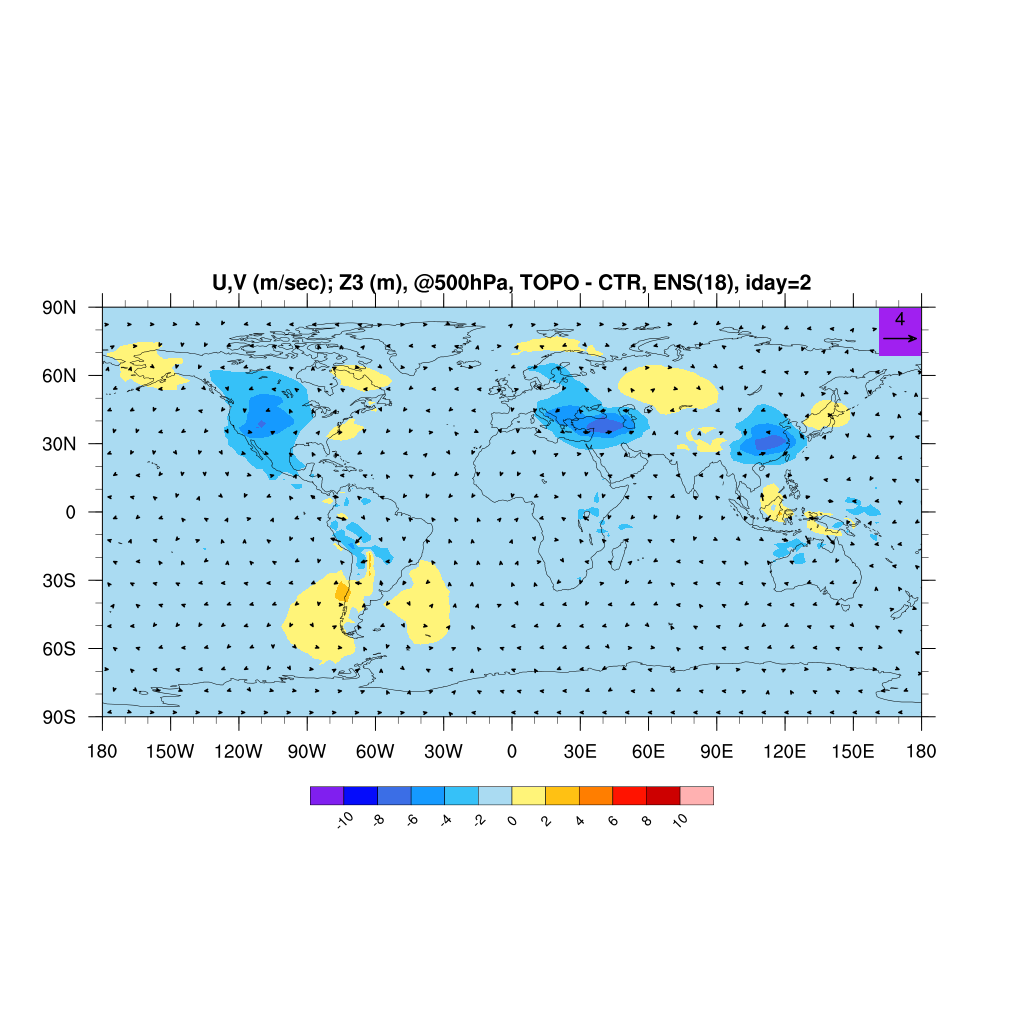 U,V (m/sec); Z3 (m), @500hPa, TOPO - CTR, ENS(18), iday=2
4
90N
60N
30N
0
30S
60S
90S
180 150W 120W 90W 60W 30W 0 30E 60E 90E 120E 150E 180
-10 -8 -6 -4 -2 0 2 4 6 8 10